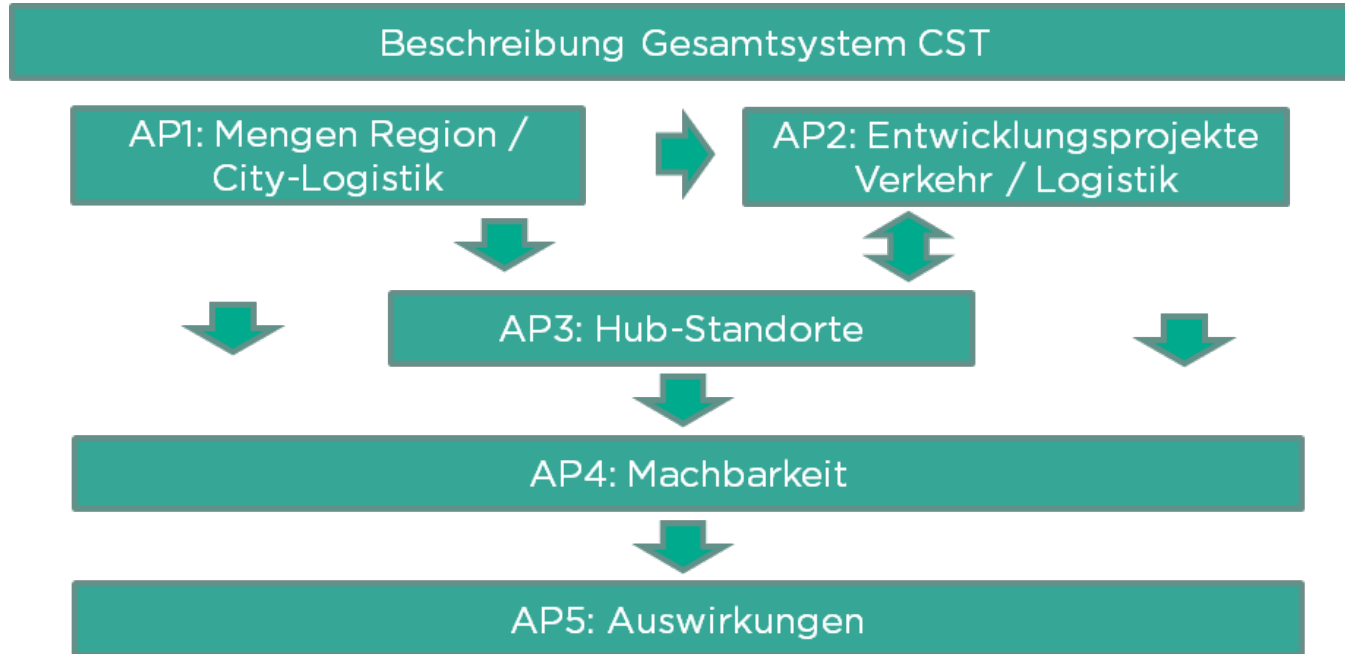 Beschreibung Gesamtsystem CST
AP1: Mengen Region /
City-Logistik
AP2: Entwicklungsprojekte
Verkehr / Logistik
AP3: Hub-Standorte
AP4: Machbarkeit
AP5: Auswirkungen